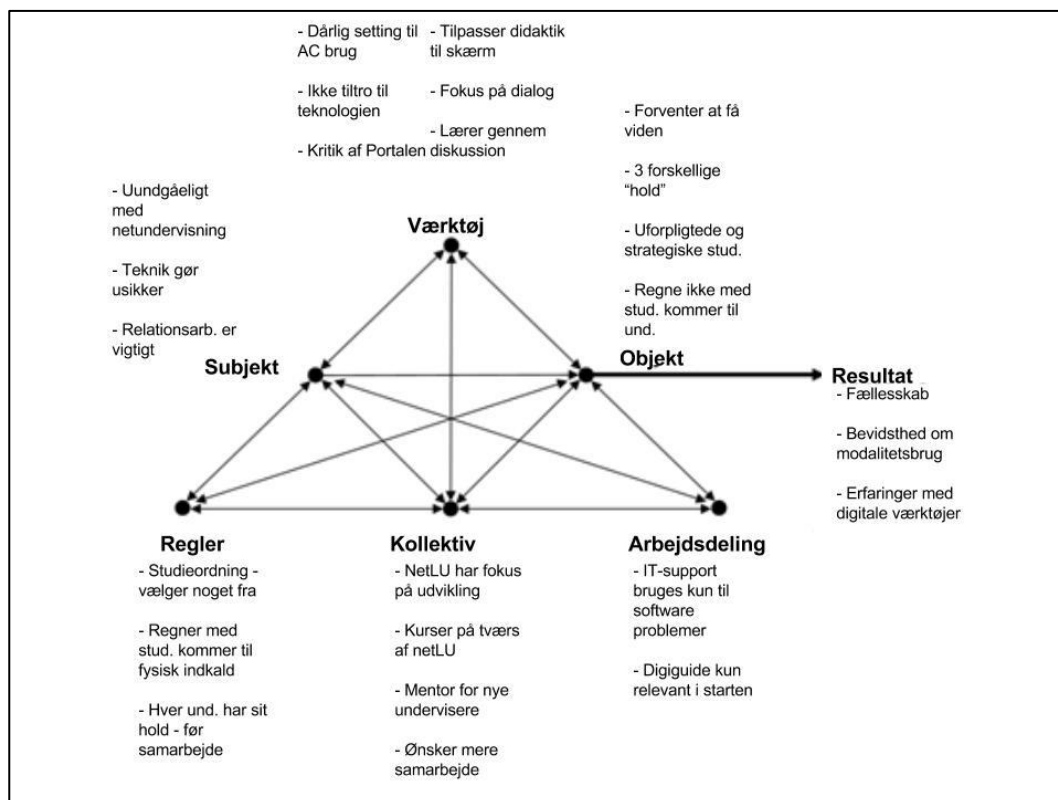 - Dårlig setting til
AC brug
- Ikke tiltro til
teknologien
- Kritik af Portalen
- Tilpasser didaktik
til skærm
- Fokus på dialog
- Lærer gennem
diskussion
- Forventer at få
viden
- 3 forskellige
“hold”
- Uforpligtede og
strategiske stud.
- Regne ikke med
stud. kommer til
und.
- Uundgåeligt
med
netundervisning
- Teknik gør
usikker
- Relationsarb. er
vigtigt
Værktøj
Subjekt
Objekt
Resultat
- Fællesskab
- Bevidsthed om
modalitetsbrug
- Erfaringer med
digitale værktøjer
Regler
- Studieordning -
vælger noget fra
- Regner med
stud. kommer til
fysisk indkald
- Hver und. har sit
hold - før
samarbejde
Kollektiv
- NetLU har fokus
på udvikling
- Kurser på tværs
af netLU
- Mentor for nye
undervisere
- Ønsker mere
samarbejde
Arbejdsdeling
- IT-support
bruges kun til
software
problemer
- Digiguide kun
relevant i starten